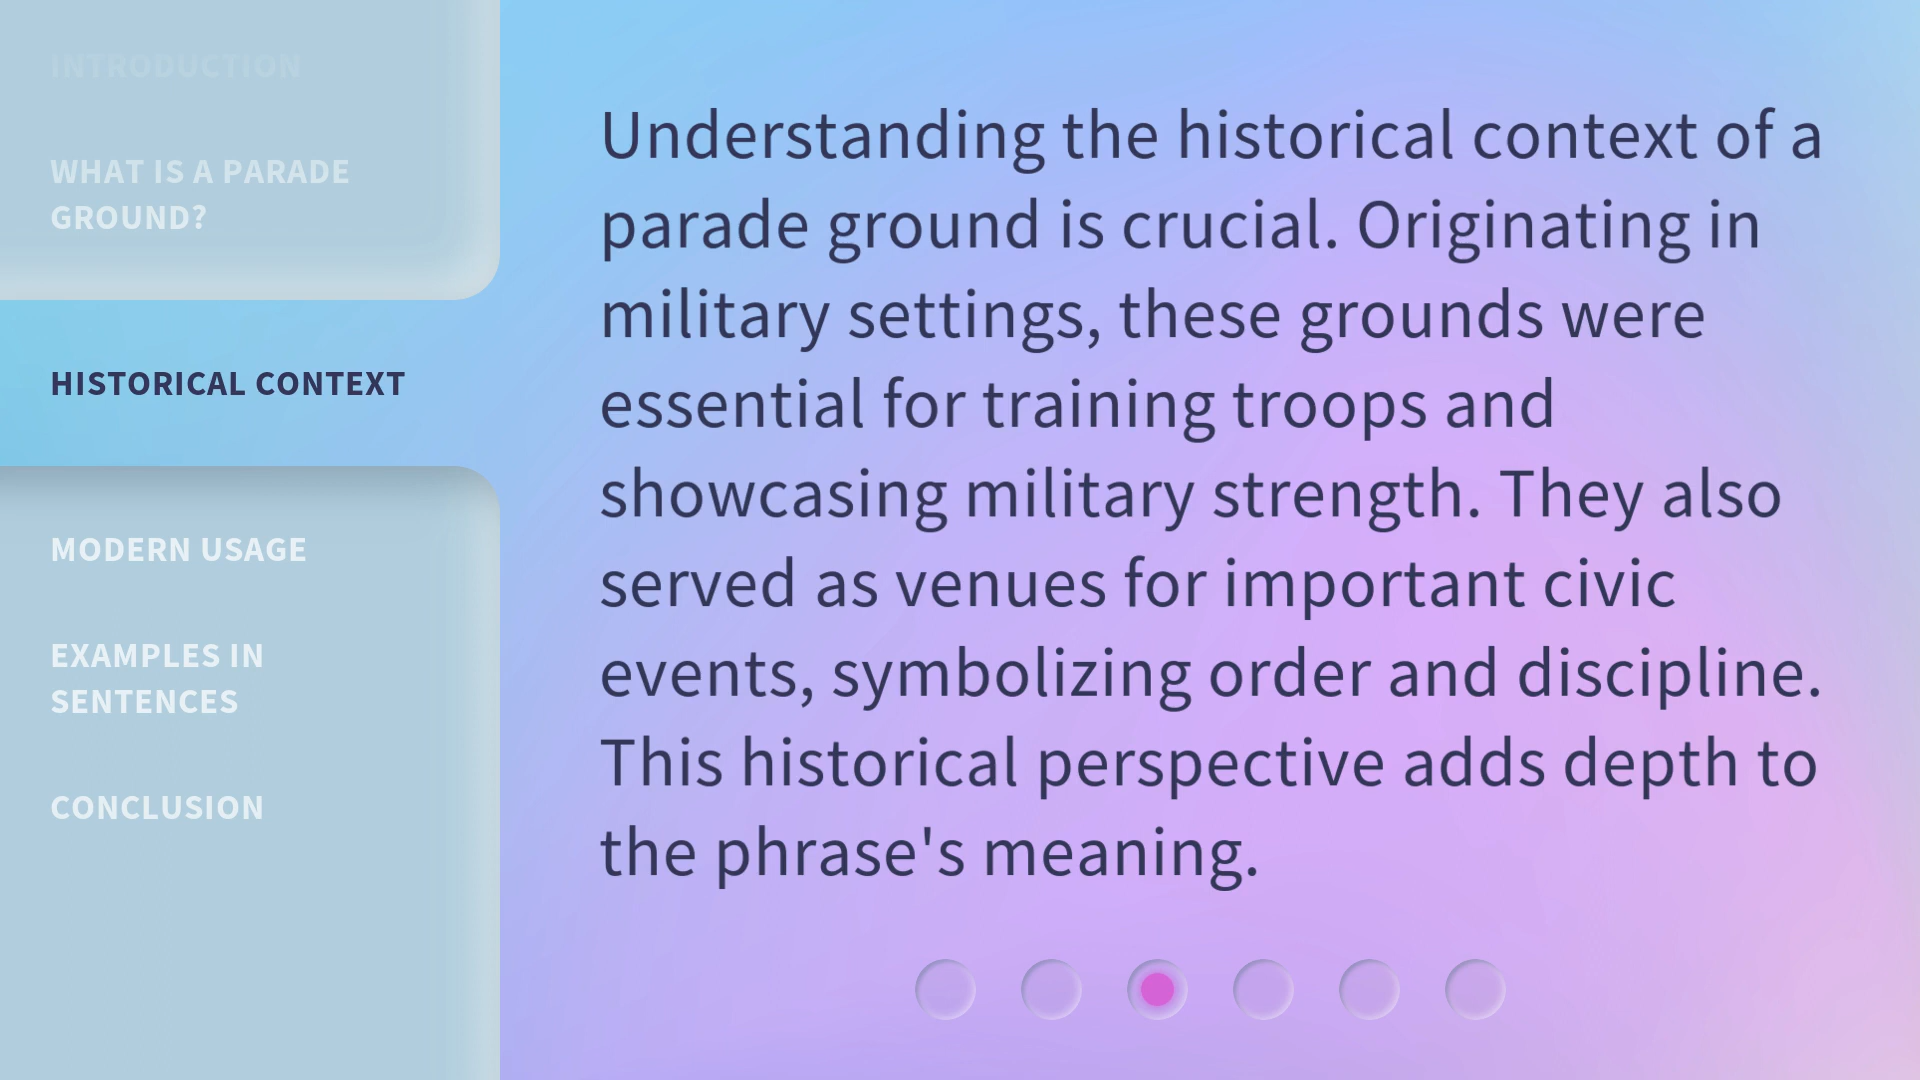 INTRODUCTION
WHAT IS A PARADE
GROUND?
HISTORICAL CONTEXT
MODERN USAGE
EXAMPLES IN
SENTENCES
CONCLUSION
Understanding the historical context of a
parade ground is crucial. Originating in
military settings, these grounds were
essential for training troops and
showcasing military strength. They also
served as venues for important civic
events, symbolizing order and discipline.
This historical perspective adds depth to
the phrase's meaning.